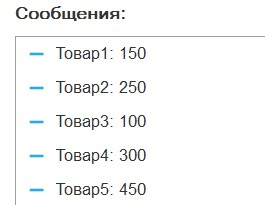 Сообщения:
– Товар1: 150
– Товар2: 250
– Товар3: 100
– Товар4: 300
– Товар5: 450